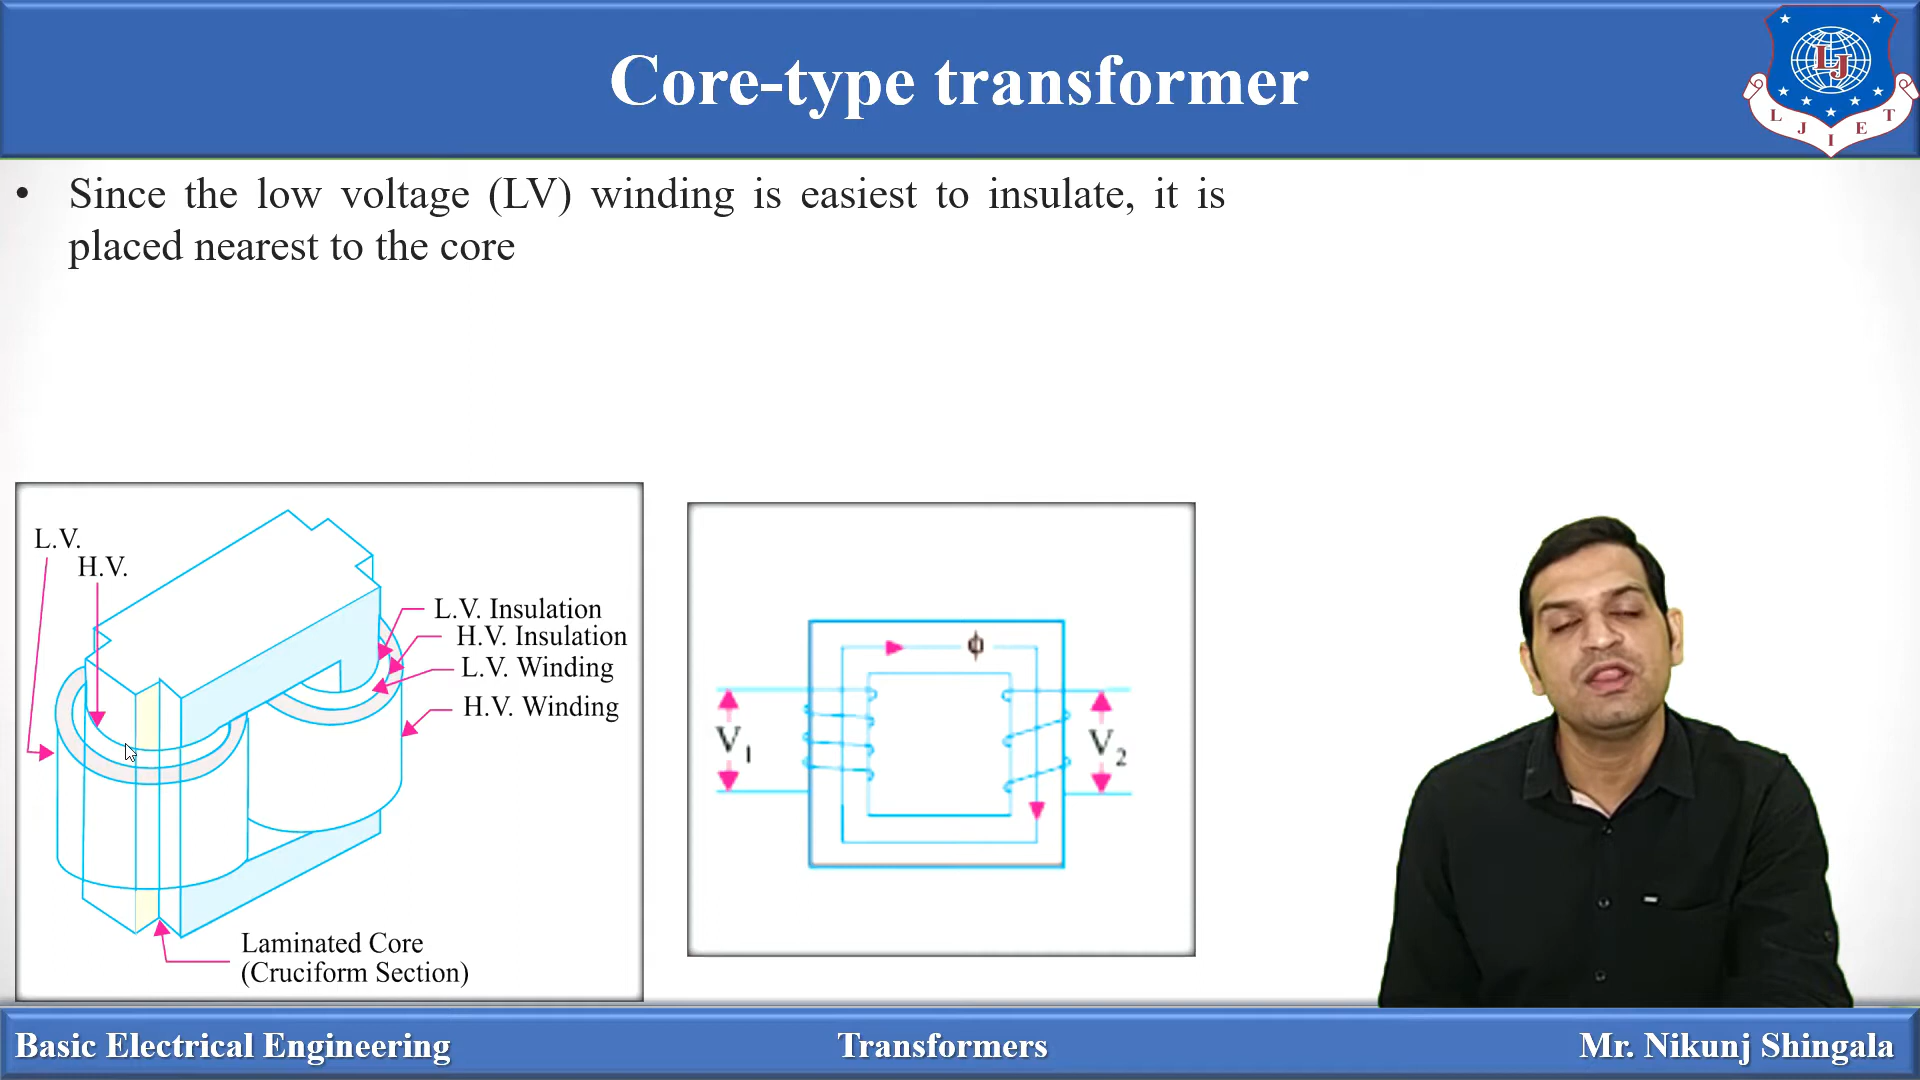 Core-type transformer
LJ
L J I E T
• Since the low voltage (LV) winding is easiest to insulate, it is
placed nearest to the core
L.V.
H.V.
L.V. Insulation
H.V. Insulation
L.V. Winding
H.V. Winding
Laminated Core
(Cruciform Section)
ϕ
V1
V2
Basic Electrical Engineering
Transformers
Mr. Nikunj Shingala